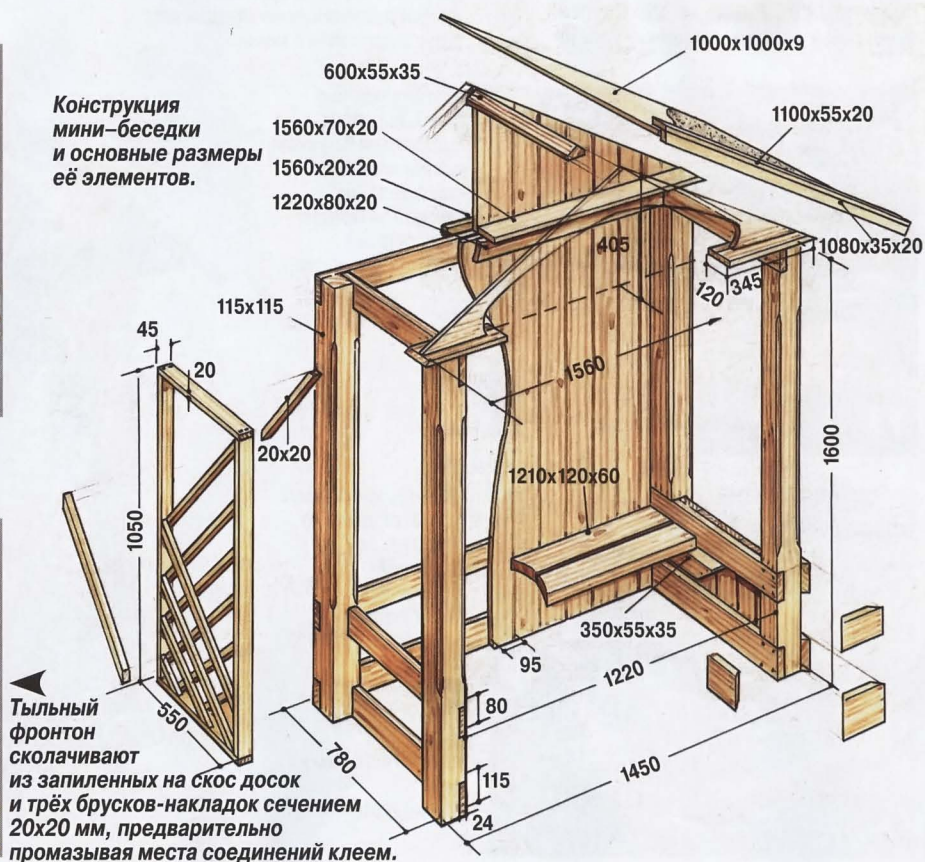 Конструкция
мини–беседки
и основные размеры
её элементов.
600x55x35
1560x70x20
1560x20x20
1220x80x20
1000x1000x9
1100x55x20
1080x35x20
405
120
345
115x115
45
20
20x20
1560
1600
1050
1210x120x60
350x55x35
95
1220
80
550
780
1450
115
24
Тыльный
фронтон
сколачивают
из запиленных на скос досок
и трёх брусков-накладок сечением
20x20 мм, предварительно
промазывая места соединений клеем.